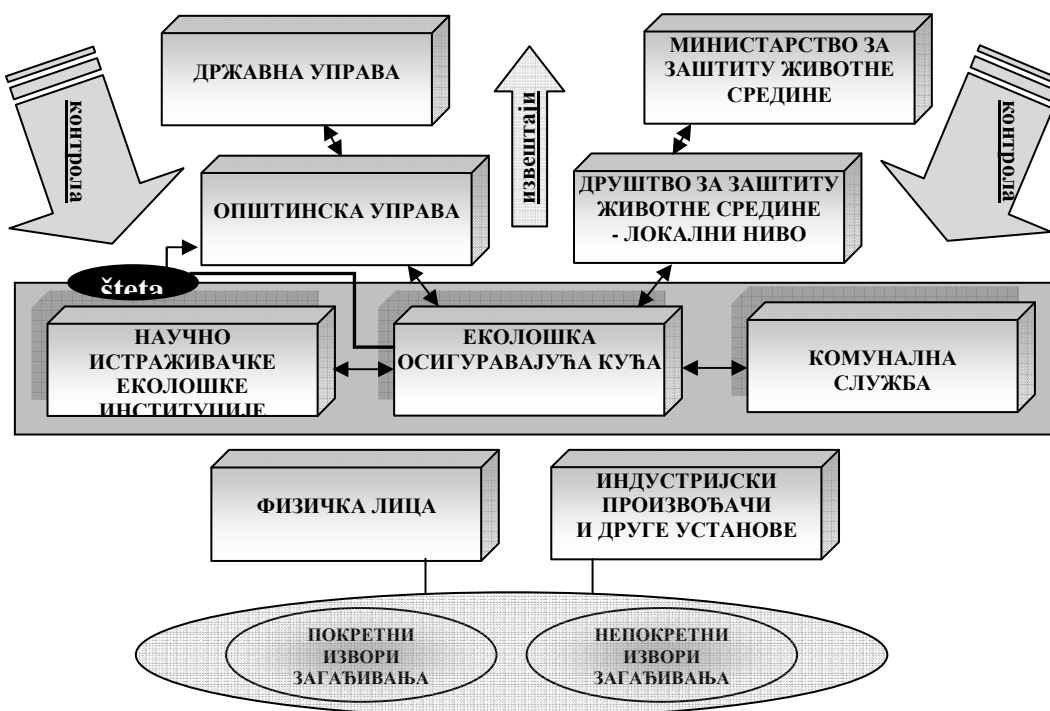 ДРЖАВНА УПРАВА
МИНИСТАРСТВО ЗА
ЗАШТИТУ ЖИВОТНЕ
СРЕДИНЕ
контрола
извештаји
контрола
ОПШТИНСКА УПРАВА
ДРУШТВО ЗА ЗАШТИТУ
ЖИВОТНЕ СРЕДИНЕ
- ЛОКАЛНИ НИВО
šteta
НАУЧНО
ИСТРАЖИВАЧКЕ
ЕКОЛОШКЕ
ИНСТИТУЦИЈЕ
ЕКОЛОШКА
ОСИГУРАВАЈУЋА КУЋА
КОМУНАЛНА
СЛУЖБА
ФИЗИЧКА ЛИЦА
ИНДУСТРИЈСКИ
ПРОИЗВОЂАЧИ
И ДРУГЕ УСТАНОВЕ
ПОКРЕТНИ
ИЗВОРИ
ЗАГАЂИВАЊА
НЕПОКРЕТНИ
ИЗВОРИ
ЗАГАЂИВАЊА